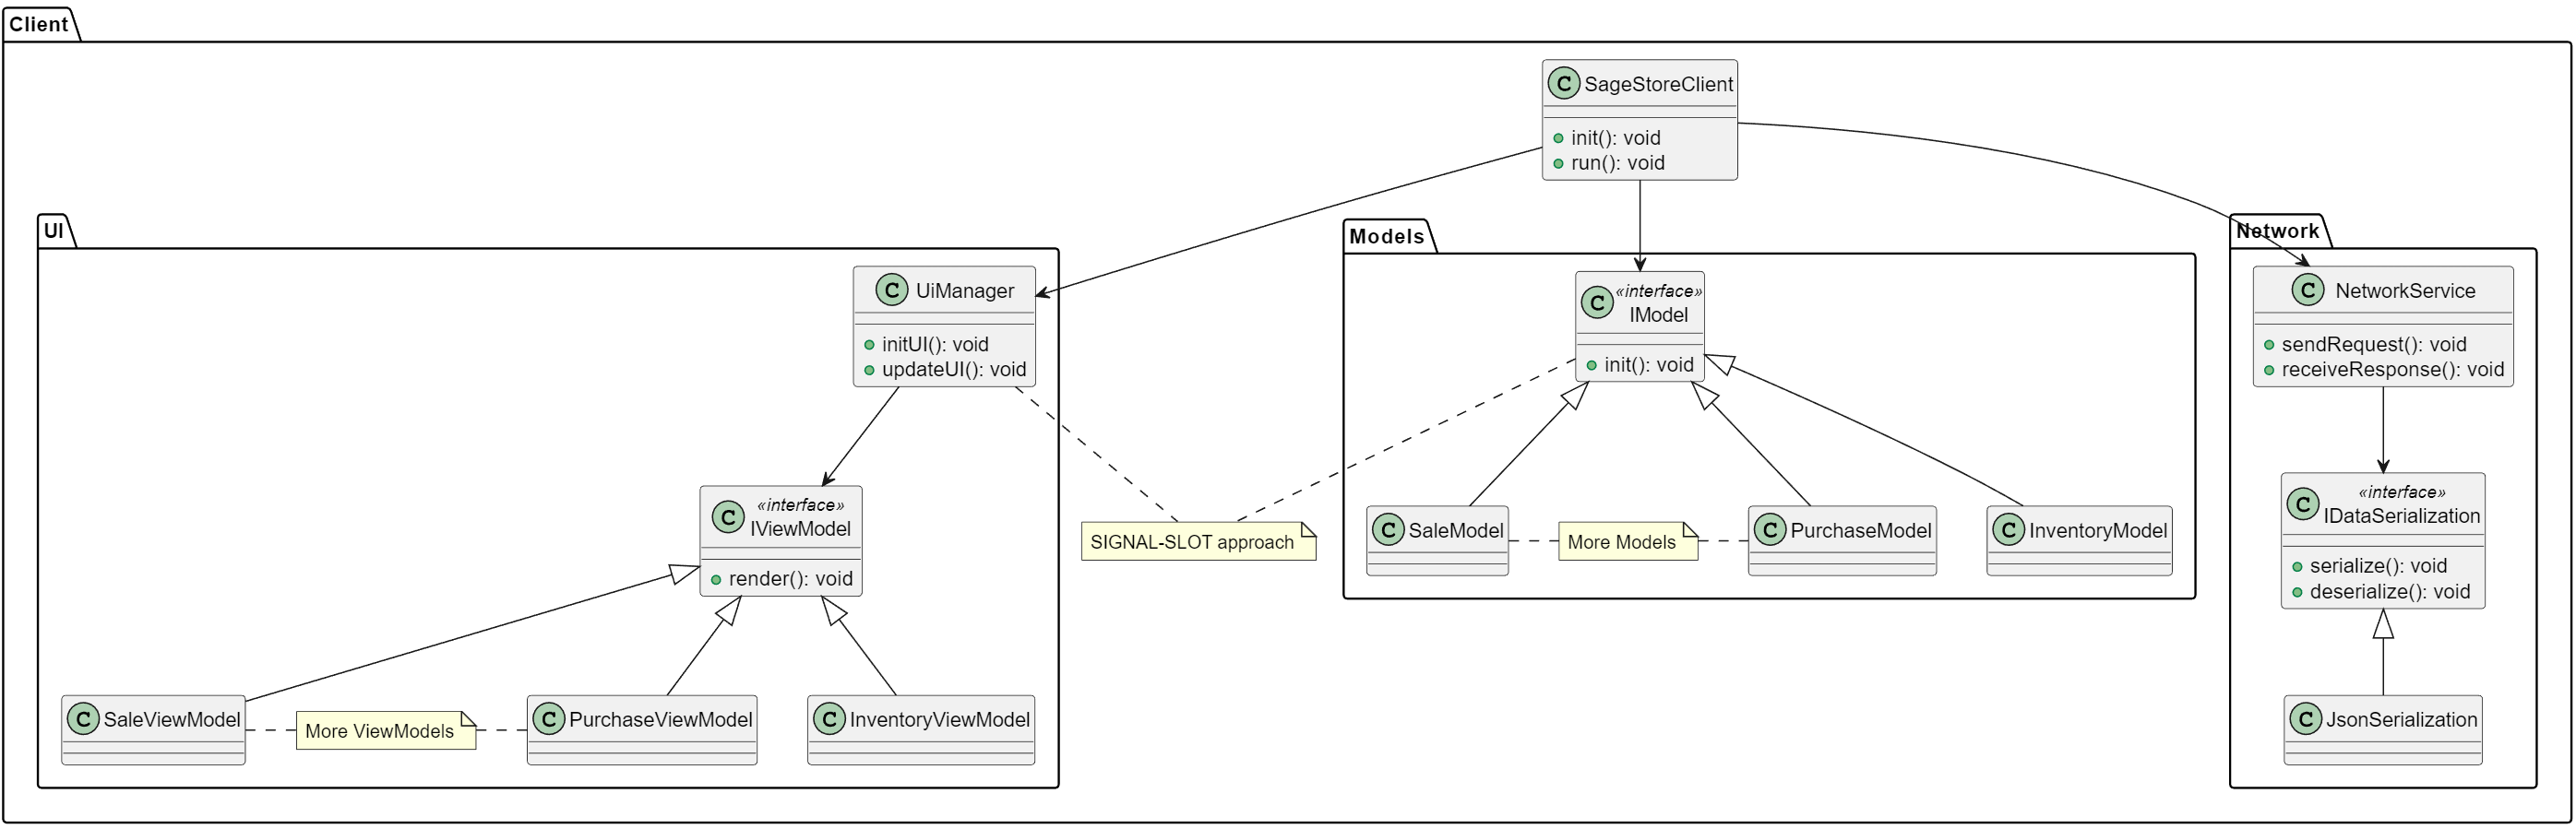 Client
C SageStoreClient
init(): void
run(): void
UI
C UiManager
initUI(): void
updateUI(): void
C «interface»
IViewModel
render(): void
C SaleViewModel
More ViewModels
C PurchaseViewModel
C InventoryViewModel
SIGNAL-SLOT approach
Models
C «interface»
IModel
init(): void
C SaleModel
More Models
C PurchaseModel
C InventoryModel
Network
C NetworkService
sendRequest(): void
receiveResponse(): void
C «interface»
IDataSerialization
serialize(): void
deserialize(): void
C JsonSerialization